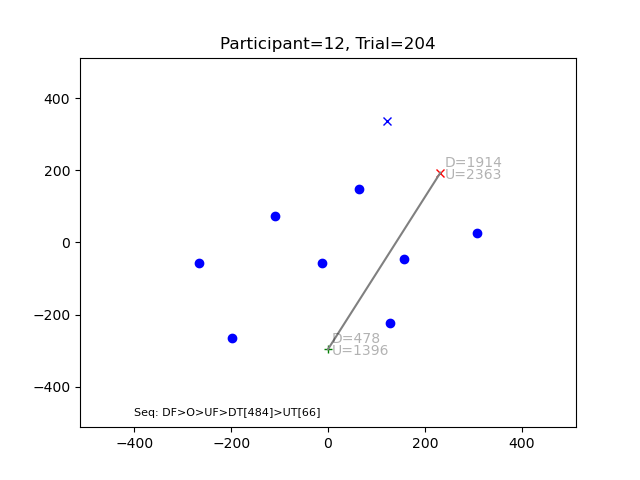 Participant=12, Trial=204
400
200
0
−200
−400
D=1914
U=2363
D=478
U=1396
Seq: DF>O>UF>DT[484]>UT[66]
−400 −200 0 200 400